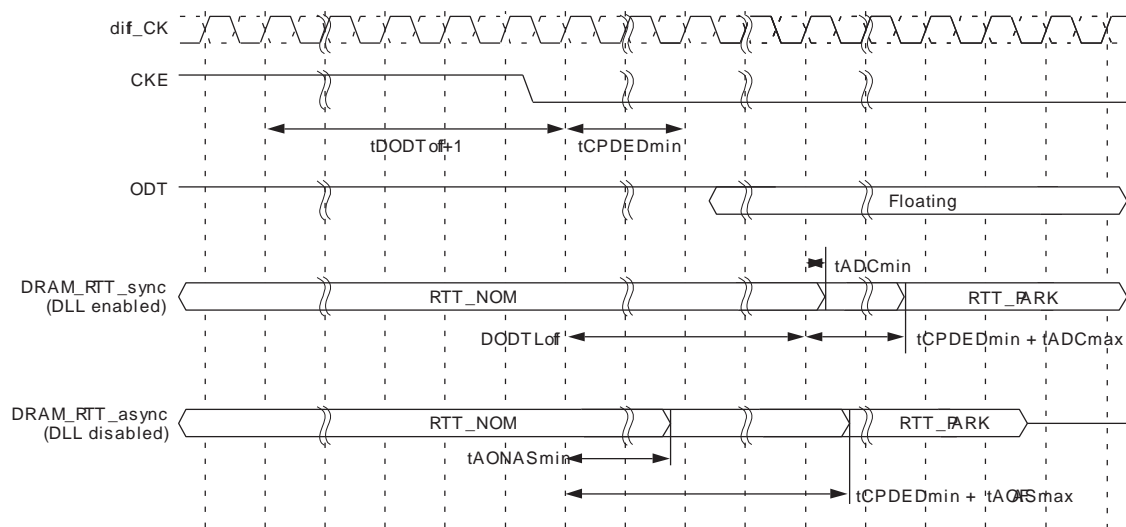 dif_CK
CKE
tDODToff+1
tCPDEDmin
ODT
Floating
tADCmin
DRAM_RTT_sync
(DLL enabled)
RTT_NOM
RTT_PARK
DODTLoff
tCPDEDmin + tADCmax
DRAM_RTT_async
(DLL disabled)
RTT_NOM
RTT_PARK
tAONASmin
tCPDEDmin + tAOFASmax